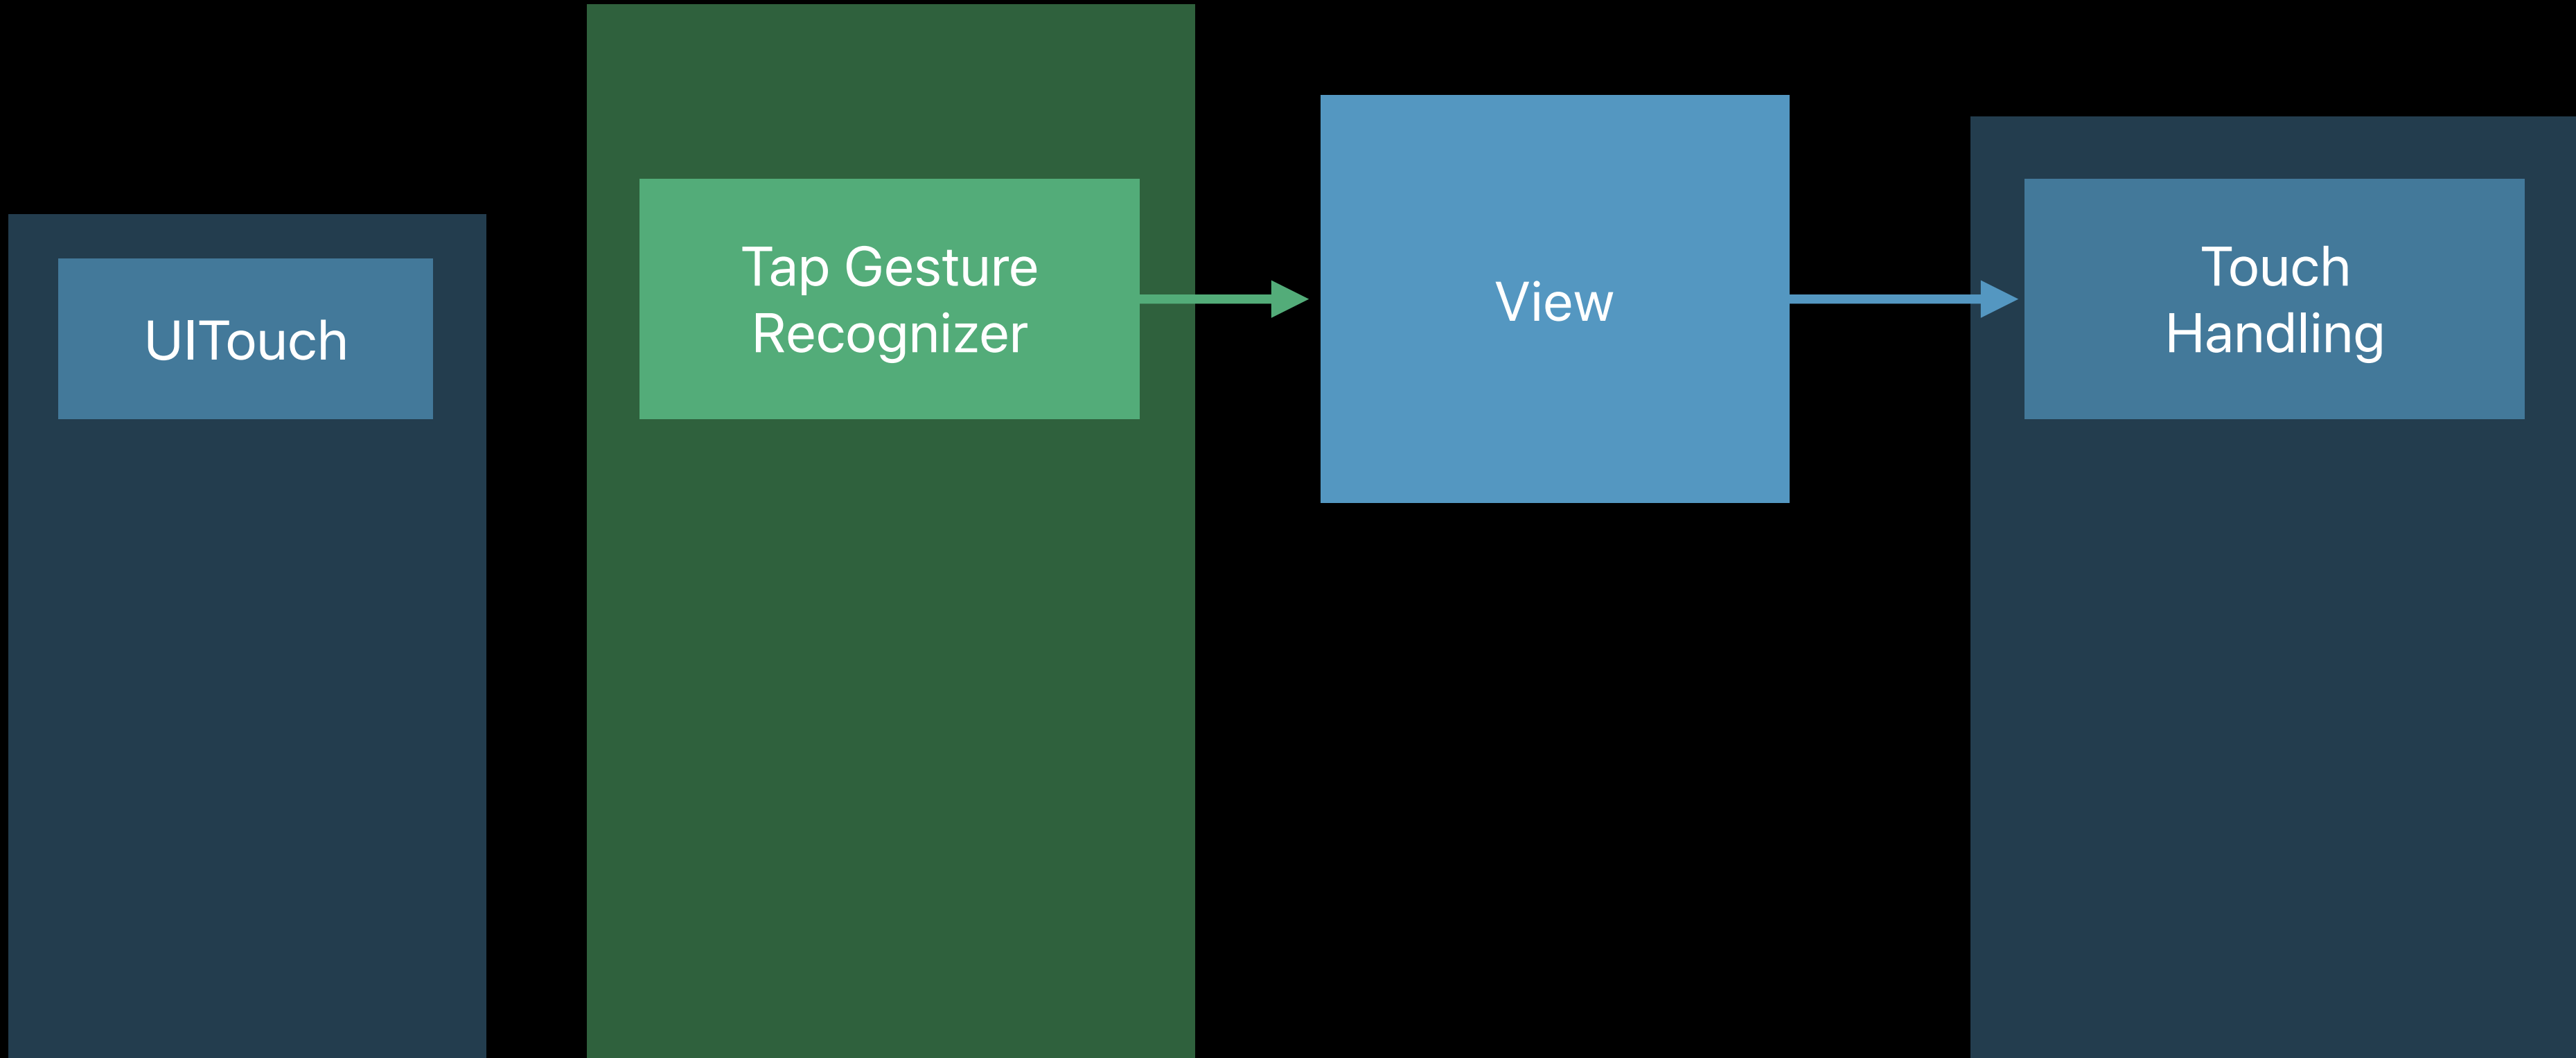 UITouch
Tap Gesture
Recognizer
View
Touch
Handling